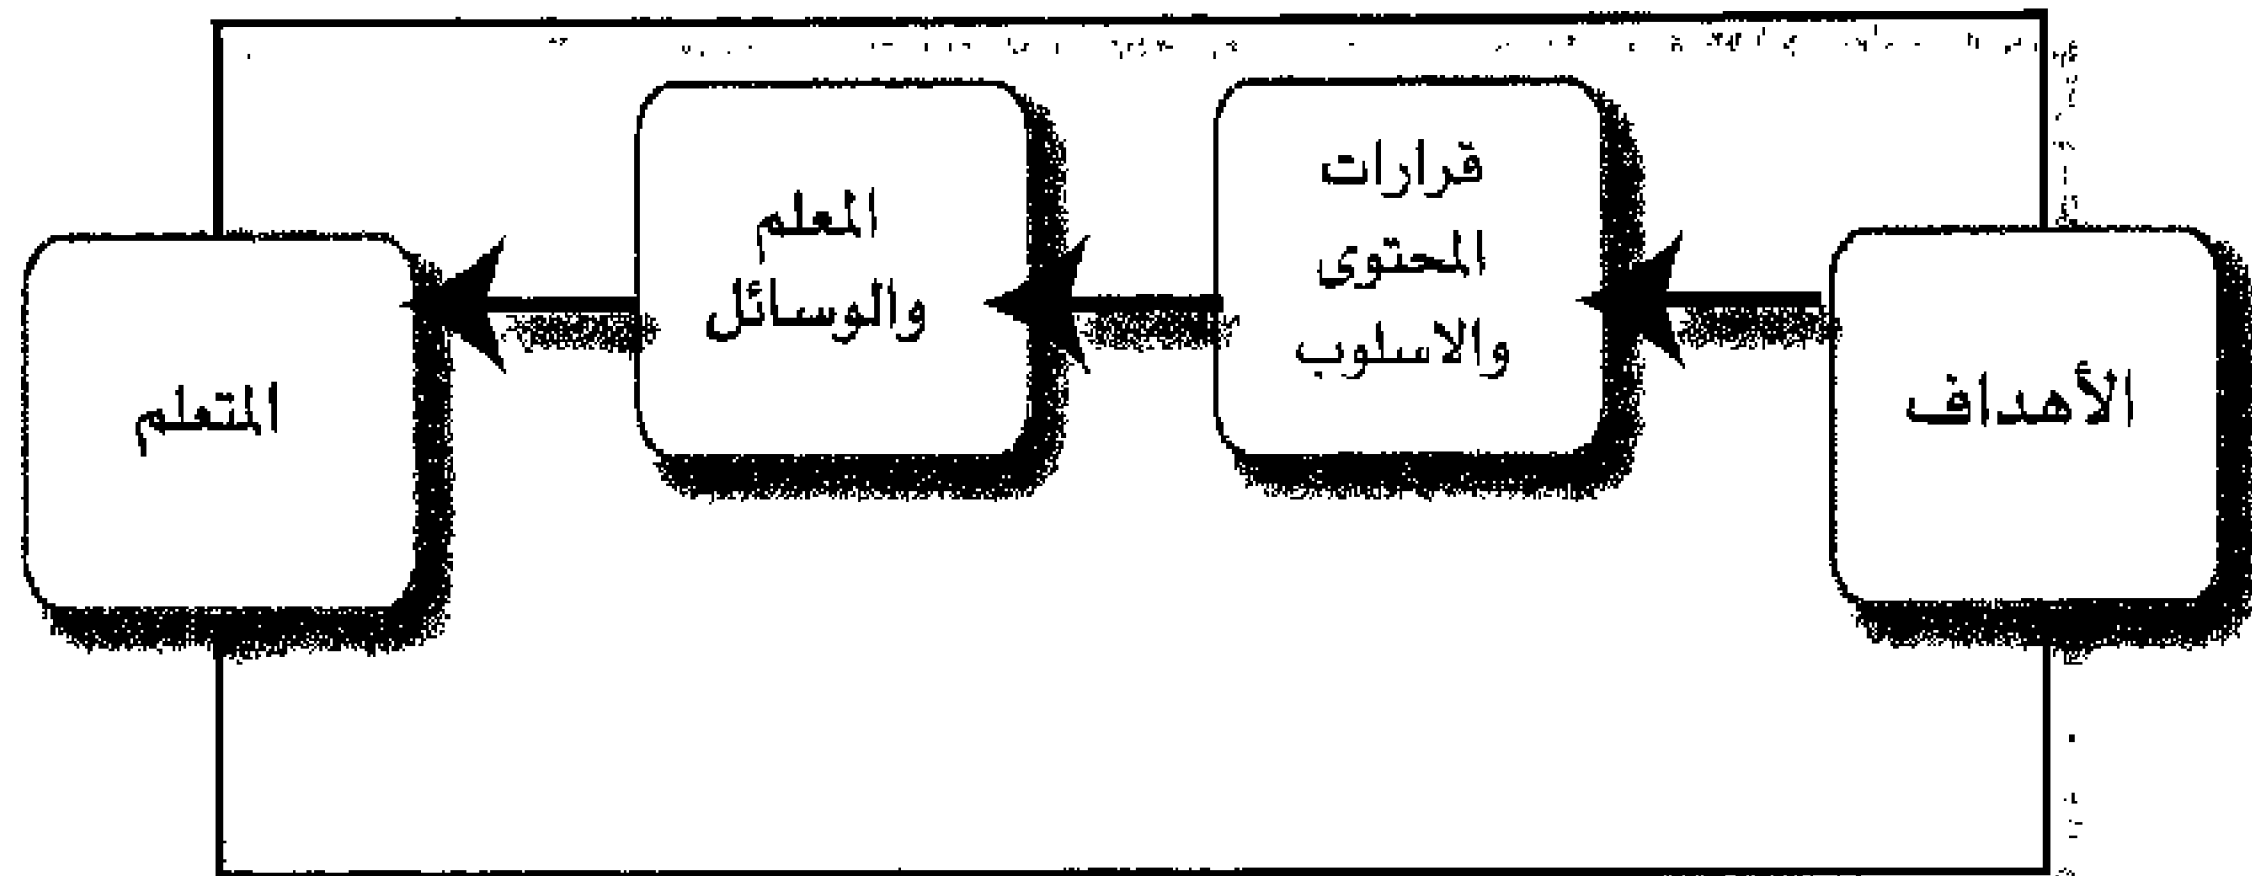 الأهداف
قرارات
المحتوى
والاسلوب
المعلم
والوسائل
المتعلم